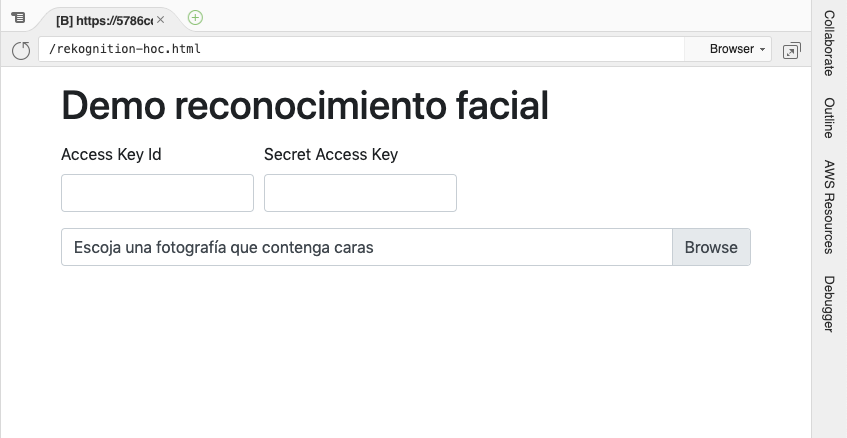 [B] https://5786cc
/rekognition-hoc.html
Browser
Demo reconocimiento facial
Access Key Id
Secret Access Key
Escoja una fotografía que contenga caras
Browse
Collaborate
Outline
AWS Resources
Debugger